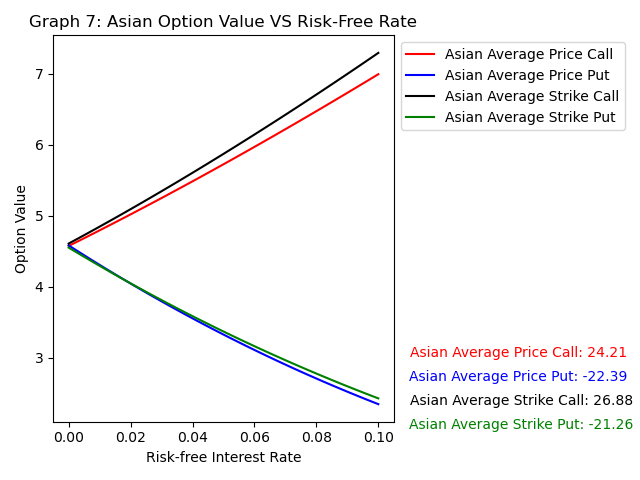 Graph 7: Asian Option Value VS Risk-Free Rate
Asian Average Price Call
Asian Average Price Put
Asian Average Strike Call
Asian Average Strike Put
7
6
5
4
3
Option Value
0.00 0.02 0.04 0.06 0.08 0.10
Risk-free Interest Rate
Asian Average Price Call: 24.21
Asian Average Price Put: -22.39
Asian Average Strike Call: 26.88
Asian Average Strike Put: -21.26